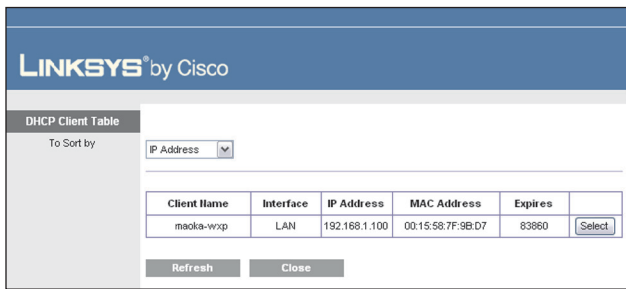 LINKSYS® by Cisco
DHCP Client Table
To Sort by
IP Address
Client Name Interface IP Address MAC Address Expires
maoka-wxp LAN 192.168.1.100 00:15:58:7F:9B:D7 83860 Select
Refresh Close